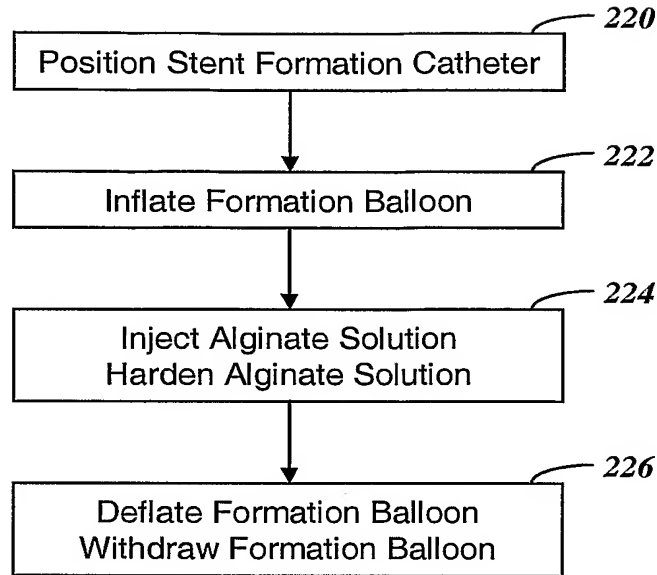 220
Position Stent Formation Catheter
222
Inflate Formation Balloon
224
Inject Alginate Solution
Harden Alginate Solution
226
Deflate Formation Balloon
Withdraw Formation Balloon